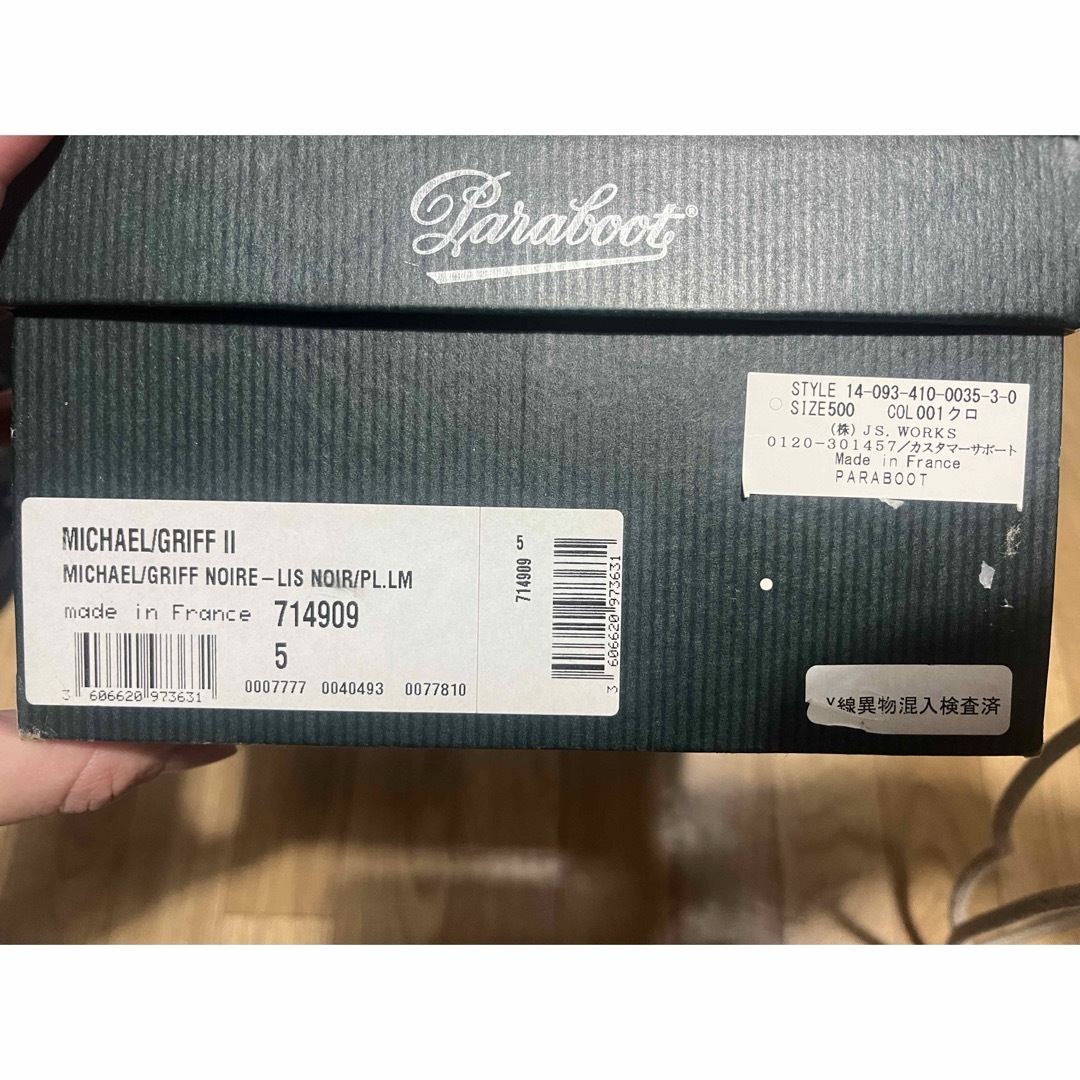 Paraboot®
STYLE 14-093-410-0035-3-0
SIZE500 COL001クロ
(株)JS.WORKS
0120-301457/カスタマーサポート
Made in France
PARABOOT
MICHAEL/GRIFF II
MICHAEL/GRIFF NOIRE–LIS NOIR/PL.LM
made in France 714909
5
3 606620 973631
0007777 0040493 0077810
5
714909
3 606620 973631
X線異物混入検査済